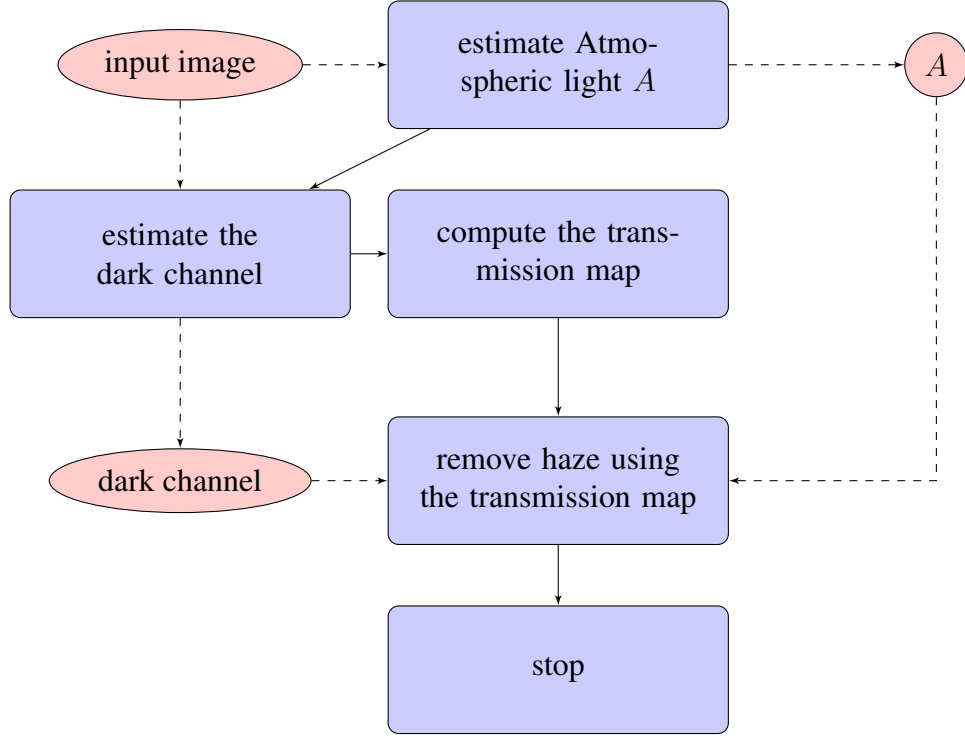 input image
estimate Atmo-
spheric light A
A
estimate the
dark channel
compute the trans-
mission map
dark channel
remove haze using
the transmission map
stop